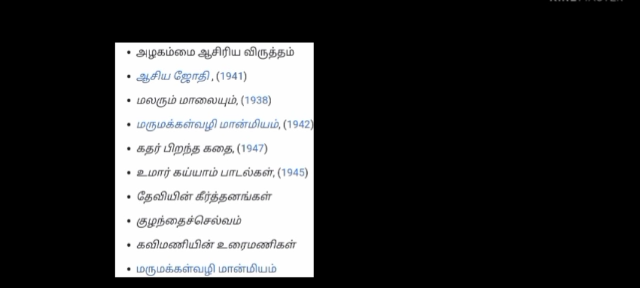 • அழகம்மை ஆசிரிய விருத்தம்
• ஆசிய ஜோதி , (1941)
• மலரும் மாலையும், (1938)
• மருமக்கள்வழி மான்மியம், (1942)
• கதர் பிறந்த கதை, (1947)
• உமார் கய்யாம் பாடல்கள், (1945)
• தேவியின் கீர்த்தனங்கள்
• குழந்தைச்செல்வம்
• கவிமணியின் உரைமணிகள்
• மருமக்கள்வழி மான்மியம்